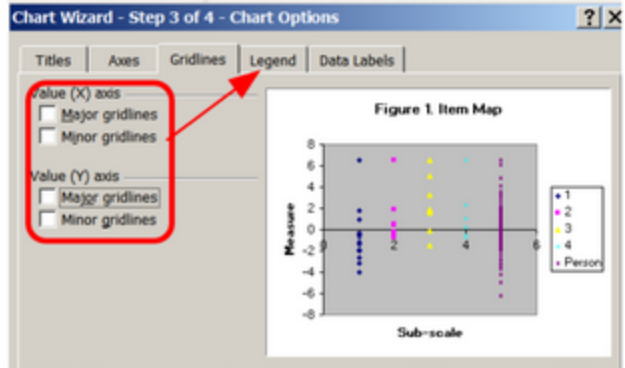 Chart Wizard - Step 3 of 4 - Chart Options
Titles Axes Gridlines Legend Data Labels
Value (X) axis
Major gridlines
Minor gridlines
Value (Y) axis
Major gridlines
Minor gridlines
Figure 1. Item Map
Measure
8
6
4
2
0
-2
-4
-6
-8
2 4 6
Sub-scale
1
2
3
4
Person